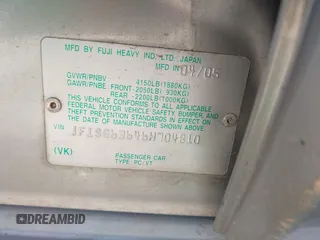 MFD BY FUJI HEAVY IND., LTD. JAPAN
MFD IN 04/05
GVWR/PNBV 4150LB(1880KG)
GAWR/PNBE: FRONT-2050LB( 930KG)
REAR -2200LB(1000KG)
THIS VEHICLE CONFORMS TO ALL APPLICABLE
FEDERAL MOTOR VEHICLE SAFETY, BUMPER, AND
THEFT PREVENTION STANDARDS IN EFFECT ON
THE DATE OF MANUFACTURE SHOWN ABOVE.
(VK)
PASSENGER CAR
TYPE: PC/VT
DREAMBID